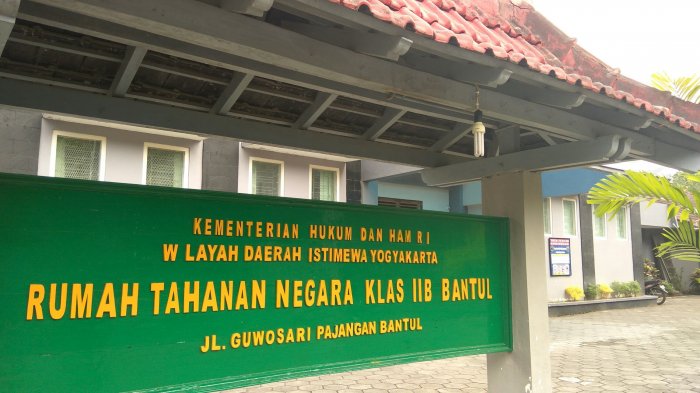 KEMENTERIAN HUKUM DAN HAM R I
W LAYAH DAERAH ISTIMEWA YOGYAKARTA
RUMAH TAHANAN NEGARA KLAS IIB BANTUL
JL. GUWOSARI PAJANGAN BANTUL